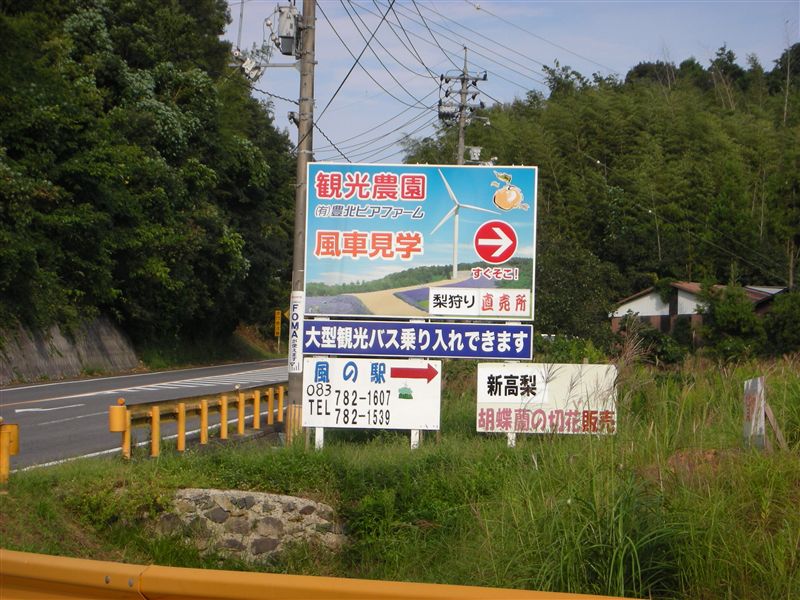 観光農園
(有)豊北ピアファーム
風車見学
すぐそこ!
梨狩り 直売所
大型観光バス乗り入れできます
風の駅
083
TEL 782-1607
782-1539
新高梨
胡蝶蘭の切花販売
FOMA